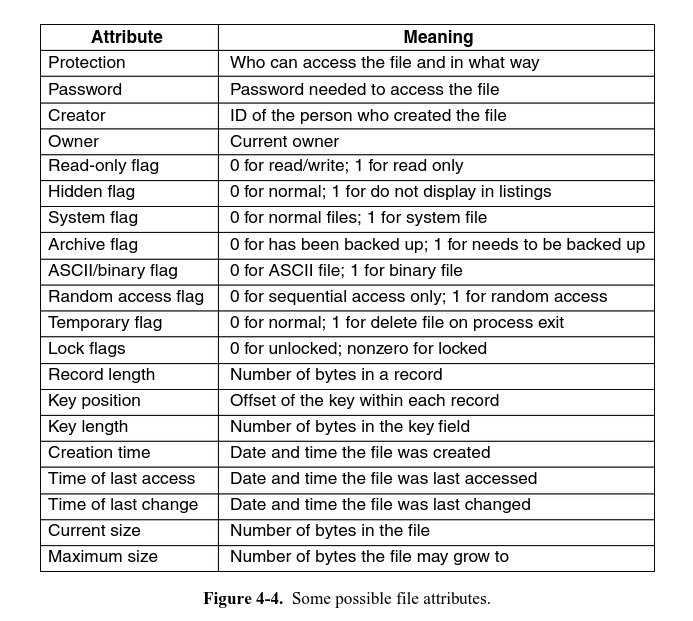 Attribute Meaning
Protection Who can access the file and in what way
Password Password needed to access the file
Creator ID of the person who created the file
Owner Current owner
Read-only flag 0 for read/write; 1 for read only
Hidden flag 0 for normal; 1 for do not display in listings
System flag 0 for normal files; 1 for system file
Archive flag 0 for has been backed up; 1 for needs to be backed up
ASCII/binary flag 0 for ASCII file; 1 for binary file
Random access flag 0 for sequential access only; 1 for random access
Temporary flag 0 for normal; 1 for delete file on process exit
Lock flags 0 for unlocked; nonzero for locked
Record length Number of bytes in a record
Key position Offset of the key within each record
Key length Number of bytes in the key field
Creation time Date and time the file was created
Time of last access Date and time the file was last accessed
Time of last change Date and time the file was last changed
Current size Number of bytes in the file
Maximum size Number of bytes the file may grow to
Figure 4-4. Some possible file attributes.